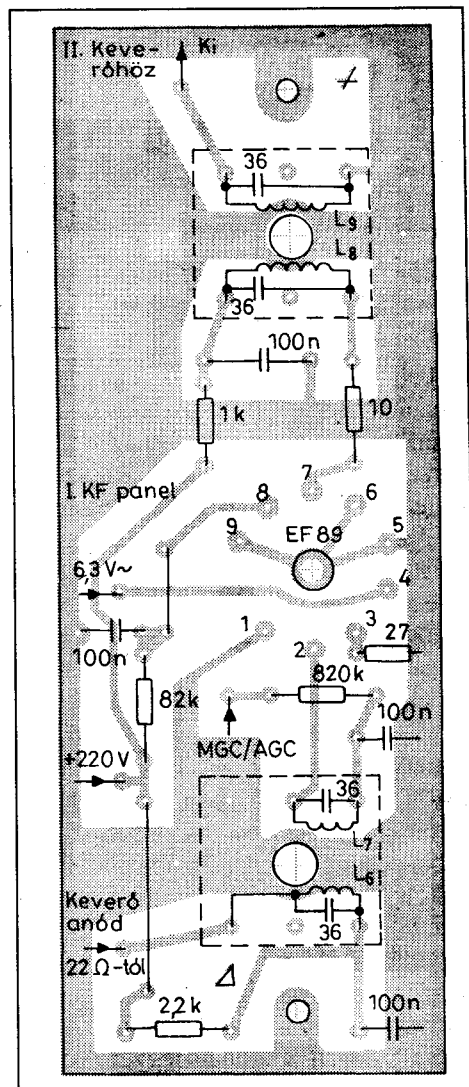 II. Keve-
rőhöz
Ki
36
L9
L8
36
100n
1k
10
I. KF panel
7
8
6
9
EF 89
5
6,3 V~
4
1
3
100n
2
27
82k
820k
100n
MGC/AGC
+220 V
36
L7
L6
Keverő
anód
22Ω-tól
36
2,2k
100n